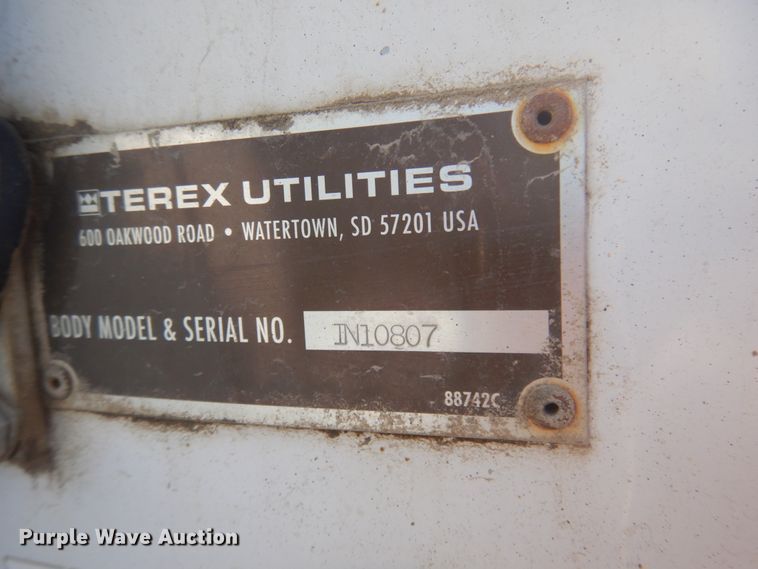 TEREX UTILITIES
600 OAKWOOD ROAD • WATERTOWN, SD 57201 USA
BODY MODEL & SERIAL NO. IN10807
88742C
Purple Wave Auction